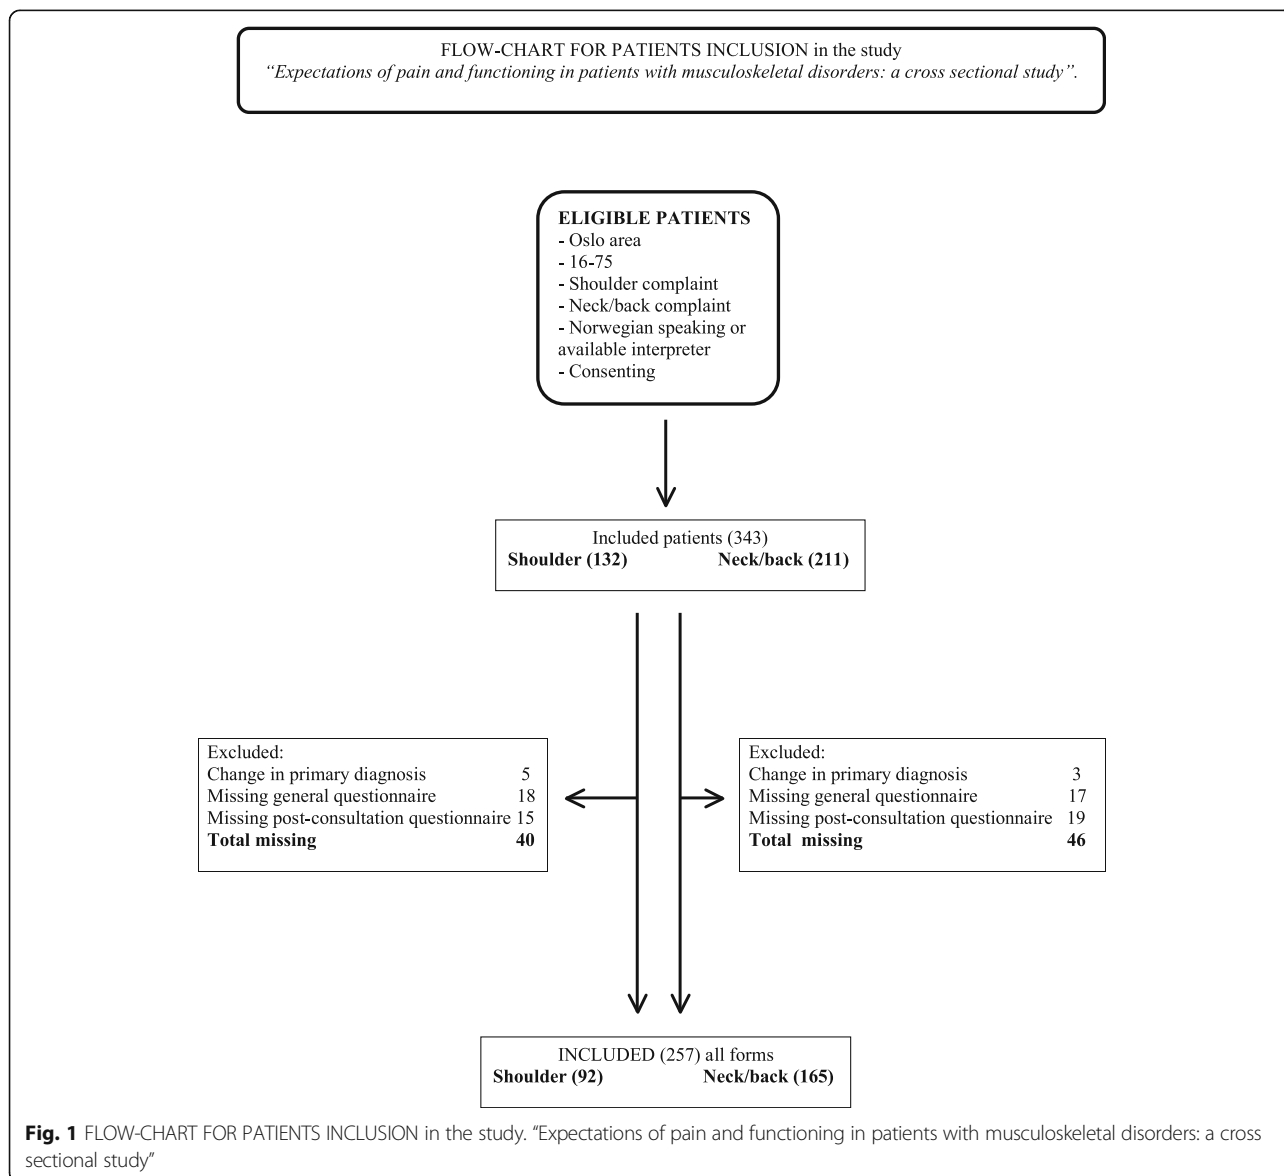 FLOW-CHART FOR PATIENTS INCLUSION in the study
“Expectations of pain and functioning in patients with musculoskeletal disorders: a cross sectional study”.
ELIGIBLE PATIENTS
- Oslo area
- 16-75
- Shoulder complaint
- Neck/back complaint
- Norwegian speaking or
available interpreter
- Consenting
Included patients (343)
Shoulder (132) Neck/back (211)
Excluded:
Change in primary diagnosis 5
Missing general questionnaire 18
Missing post-consultation questionnaire 15
Total missing 40
Excluded:
Change in primary diagnosis 3
Missing general questionnaire 17
Missing post-consultation questionnaire 19
Total missing 46
INCLUDED (257) all forms
Shoulder (92) Neck/back (165)
Fig. 1 FLOW-CHART FOR PATIENTS INCLUSION in the study. “Expectations of pain and functioning in patients with musculoskeletal disorders: a cross
sectional study”